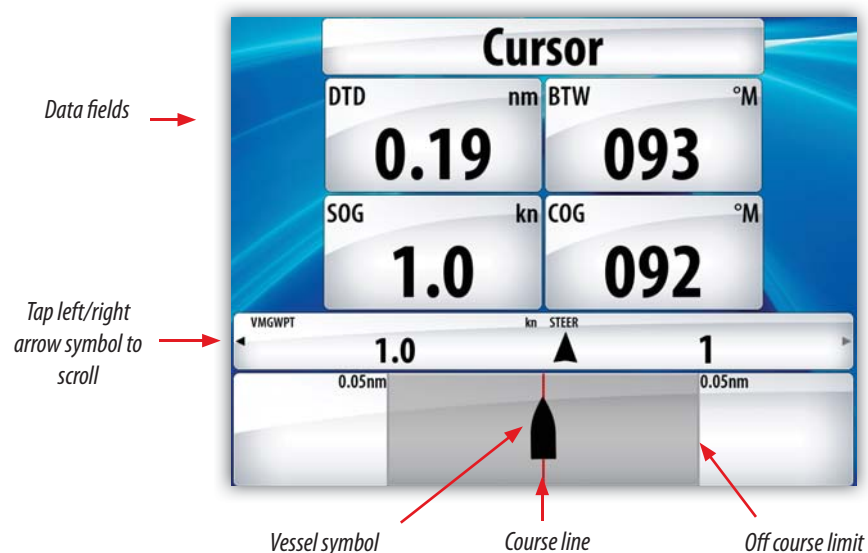 Cursor
Data fields
DTD nm BTW °M
0.19 093
SOG kn COG °M
1.0 092
Tap left/right
arrow symbol to
scroll
VMGWPT kn STEER
1.0 1
0.05nm 0.05nm
Vessel symbol Course line Off course limit